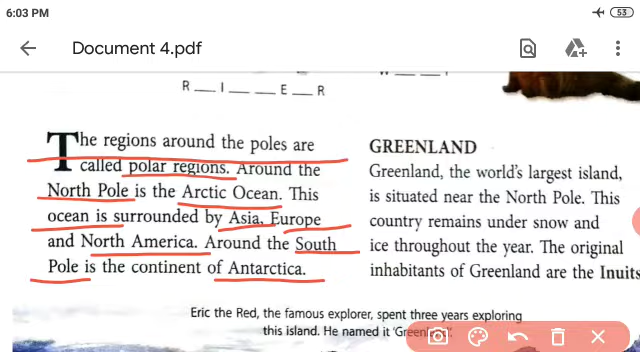 6:03 PM
53
Document 4.pdf
R__I____E__R
The regions around the poles are
called polar regions. Around the
North Pole is the Arctic Ocean. This
ocean is surrounded by Asia, Europe
and North America. Around the South
Pole is the continent of Antarctica.
GREENLAND
Greenland, the world's largest island,
is situated near the North Pole. This
country remains under snow and
ice throughout the year. The original
inhabitants of Greenland are the Inuits
Eric the Red, the famous explorer, spent three years exploring
this island. He named it 'Greenland'.